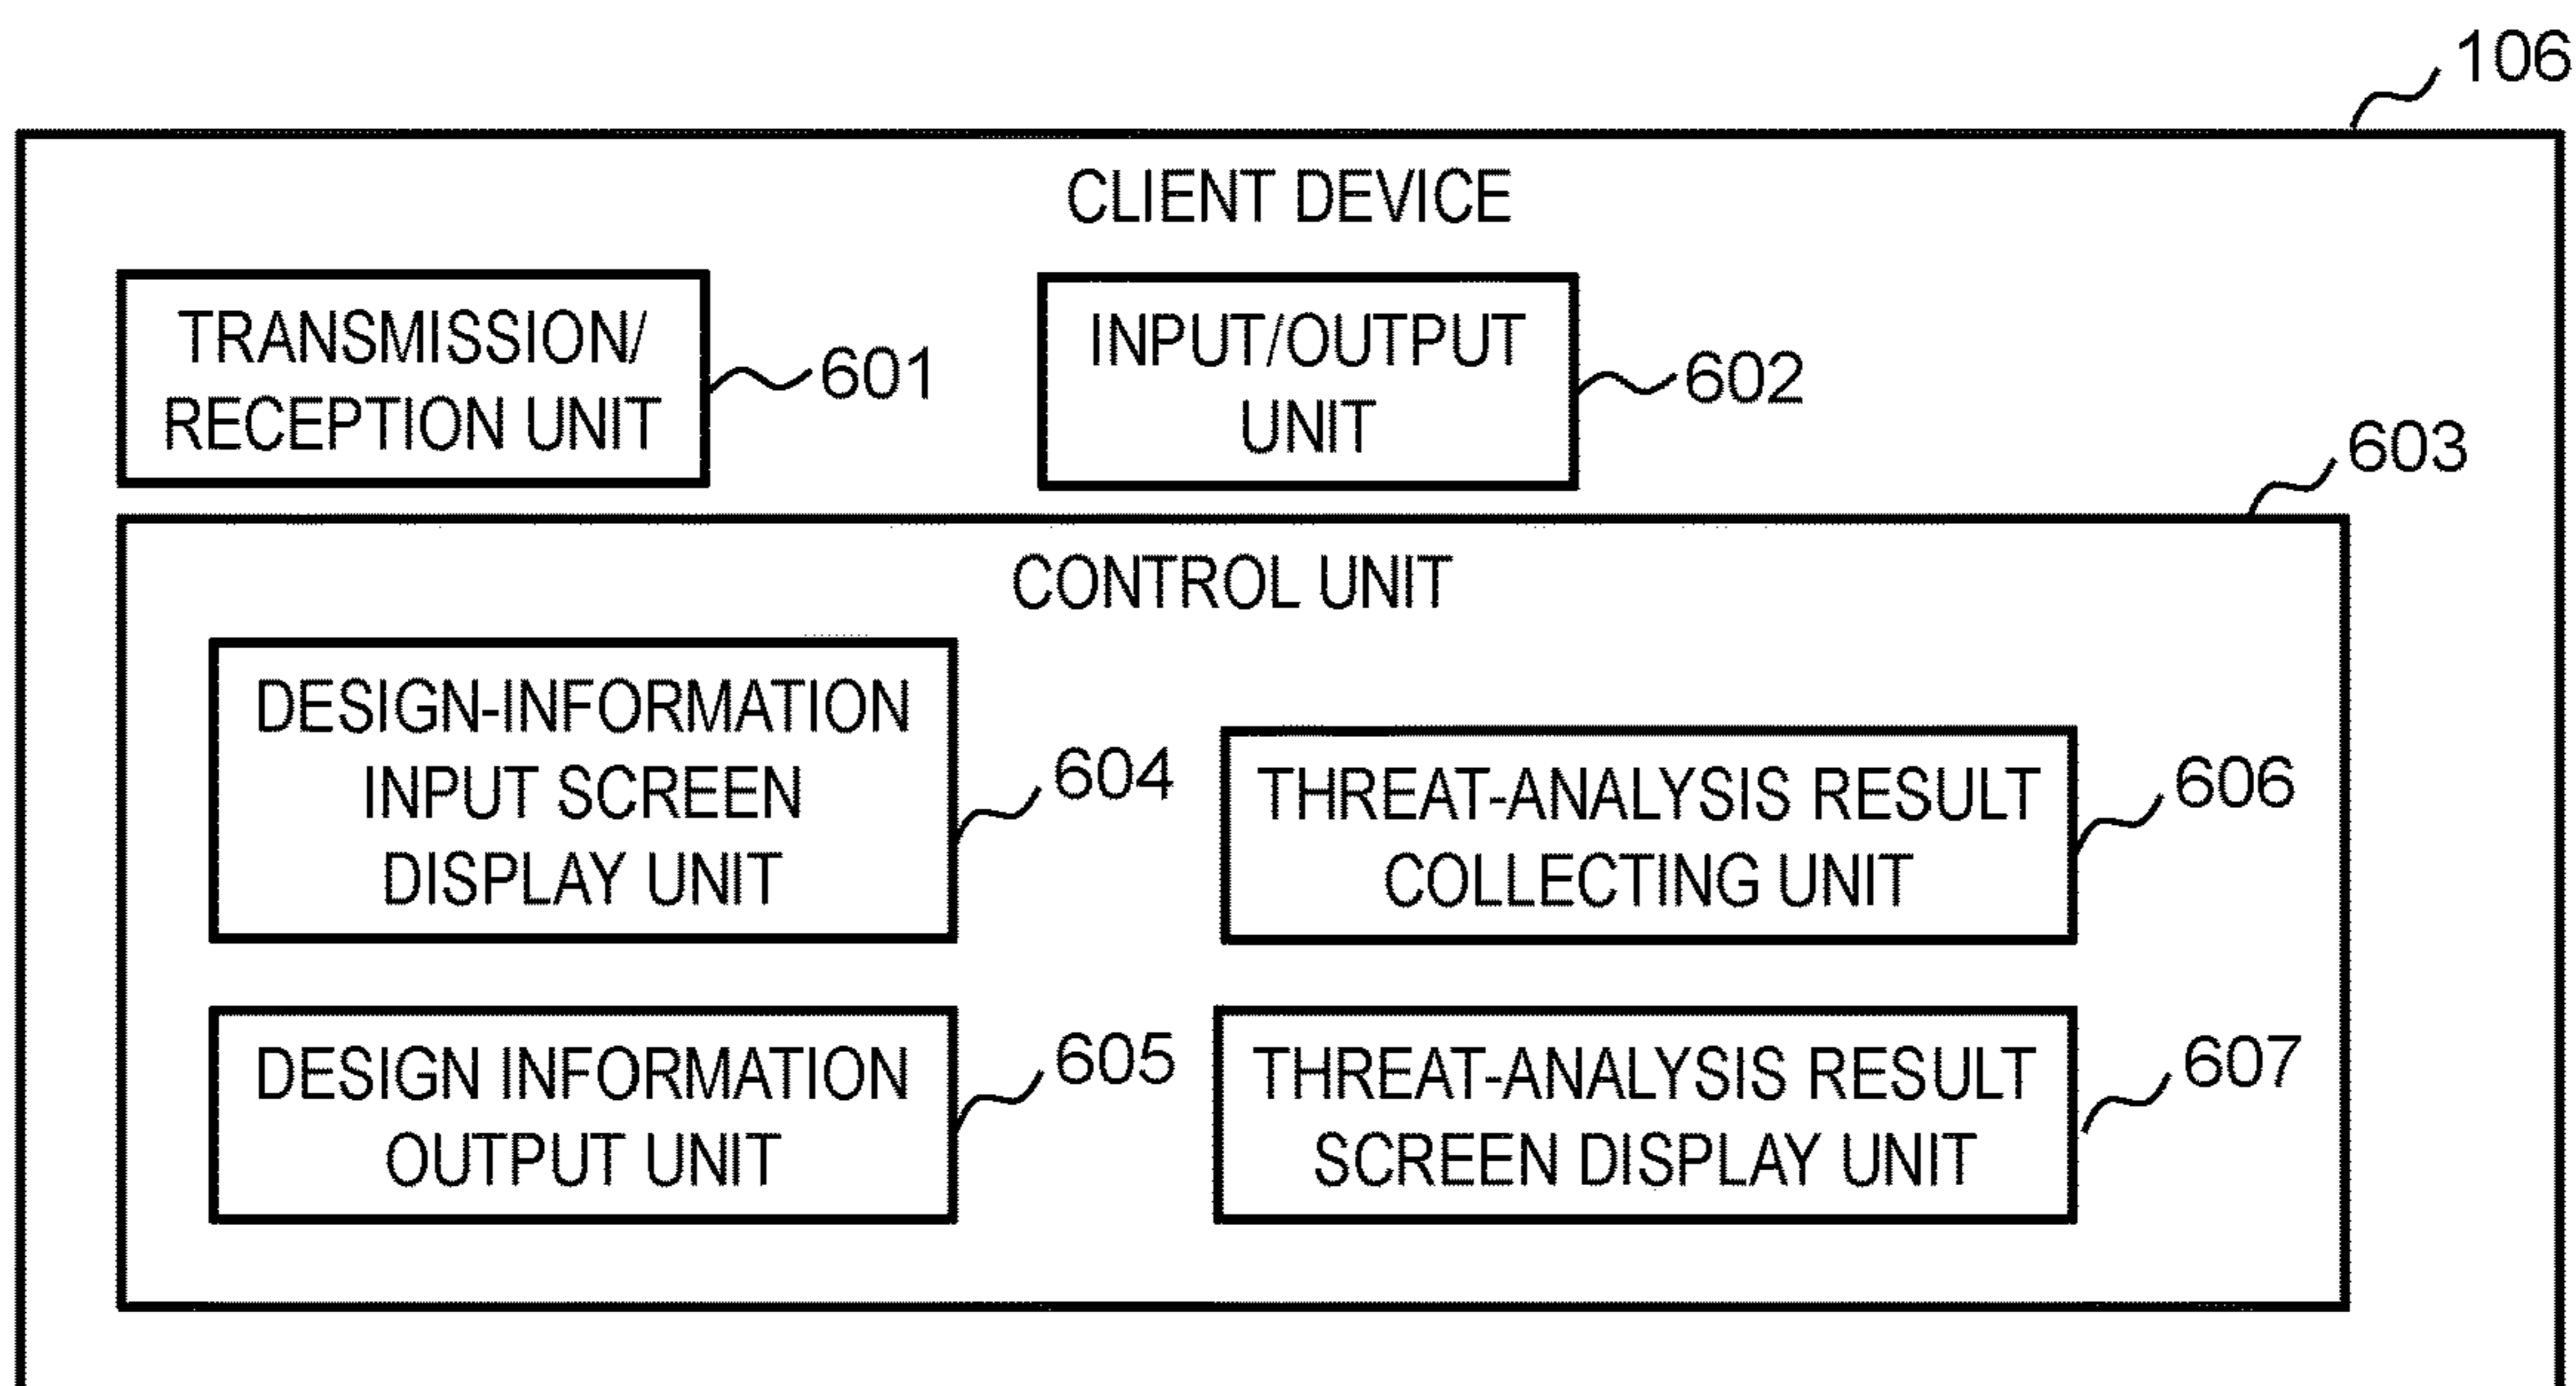 106
CLIENT DEVICE
TRANSMISSION/
RECEPTION UNIT
601
INPUT/OUTPUT
UNIT
602
603
CONTROL UNIT
DESIGN-INFORMATION
INPUT SCREEN
DISPLAY UNIT
604
THREAT-ANALYSIS RESULT
COLLECTING UNIT
606
DESIGN INFORMATION
OUTPUT UNIT
605
THREAT-ANALYSIS RESULT
SCREEN DISPLAY UNIT
607